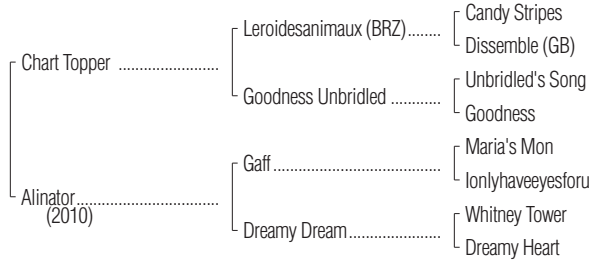 Candy Stripes
Leroidesanimaux (BRZ)........
Dissemble (GB)
Chart Topper ........................
Unbridled's Song
Goodness Unbridled ............
Goodness
Maria's Mon
Gaff........................................
Ionlyhaveeyesforu
Alinator..................................
(2010)
Whitney Tower
Dreamy Dream......................
Dreamy Heart